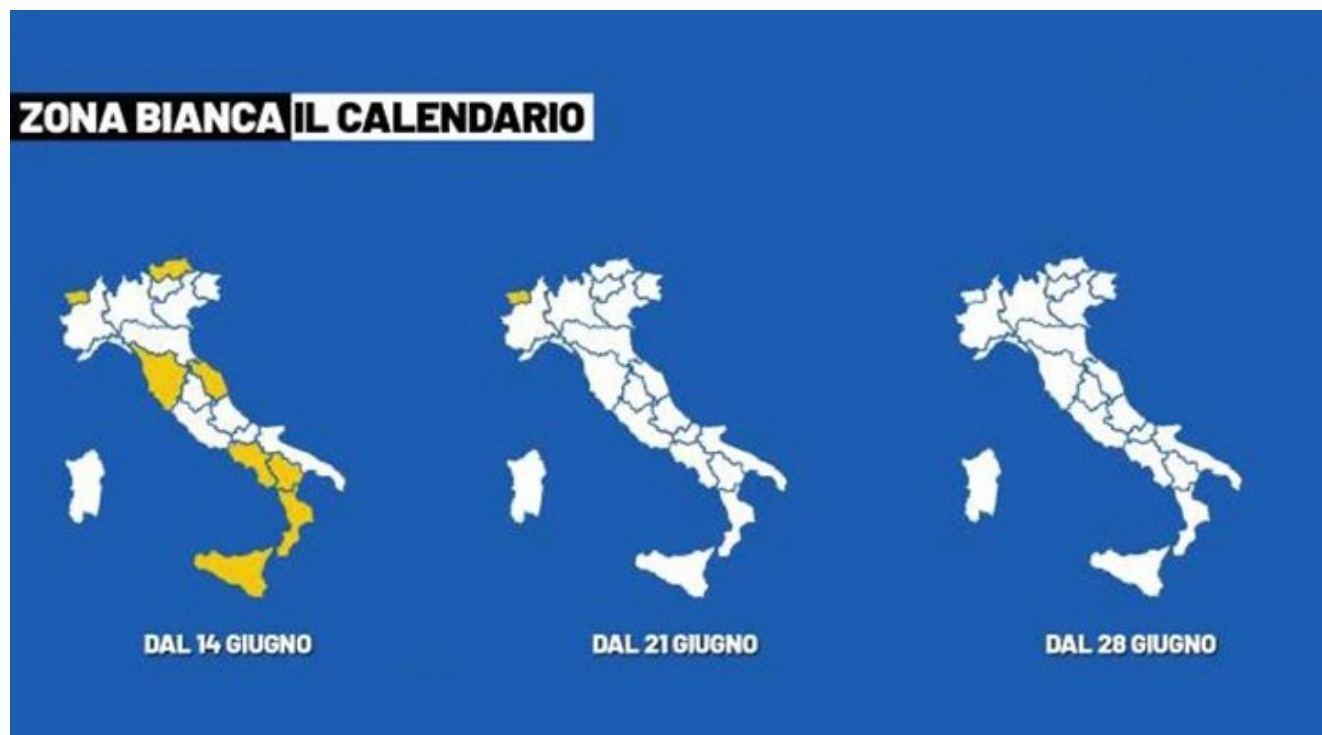 ZONA BIANCA IL CALENDARIO
DAL 14 GIUGNO
DAL 21 GIUGNO
DAL 28 GIUGNO